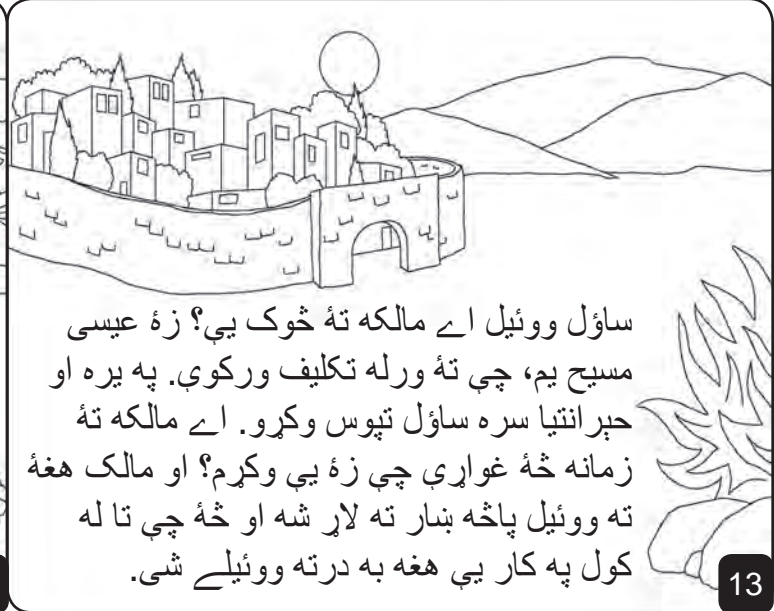 ساؤل ووئیل اے مالکه تۀ څوک یې؟ زۀ عیسی
مسیح یم، چې تۀ ورله تکلیف ورکوې. په یره او
حېرانتیا سره ساؤل تپوس وکړو. اے مالکه تۀ
زمانه څۀ غواړې چې زۀ یې وکړم؟ او مالک هغۀ
ته ووئیل پاڅه ښار ته لاړ شه او څۀ چې تا له
کول په کار یې هغه به درته ووئیلے شی.
13